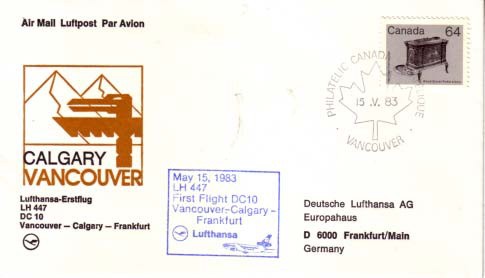 Air Mail Luftpost Par Avion
Canada 64
PHILATELIC CANADA
15 .V. 83
· VANCOUVER ·
CALGARY
VANCOUVER
Lufthansa-Erstflug
LH 447
DC 10
Vancouver – Calgary – Frankfurt
May 15, 1983
LH 447
First Flight DC10
Vancouver-Calgary-
Frankfurt
Lufthansa
Deutsche Lufthansa AG
Europahaus
D 6000 Frankfurt/Main
Germany